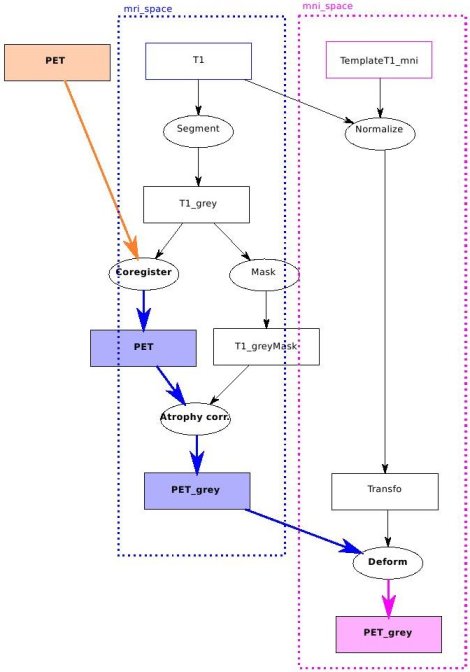 mri_space
mni_space
PET
T1
TemplateT1_mni
Segment
Normalize
T1_grey
Coregister
Mask
PET
T1_greyMask
Atrophy corr.
PET_grey
Transfo
Deform
PET_grey